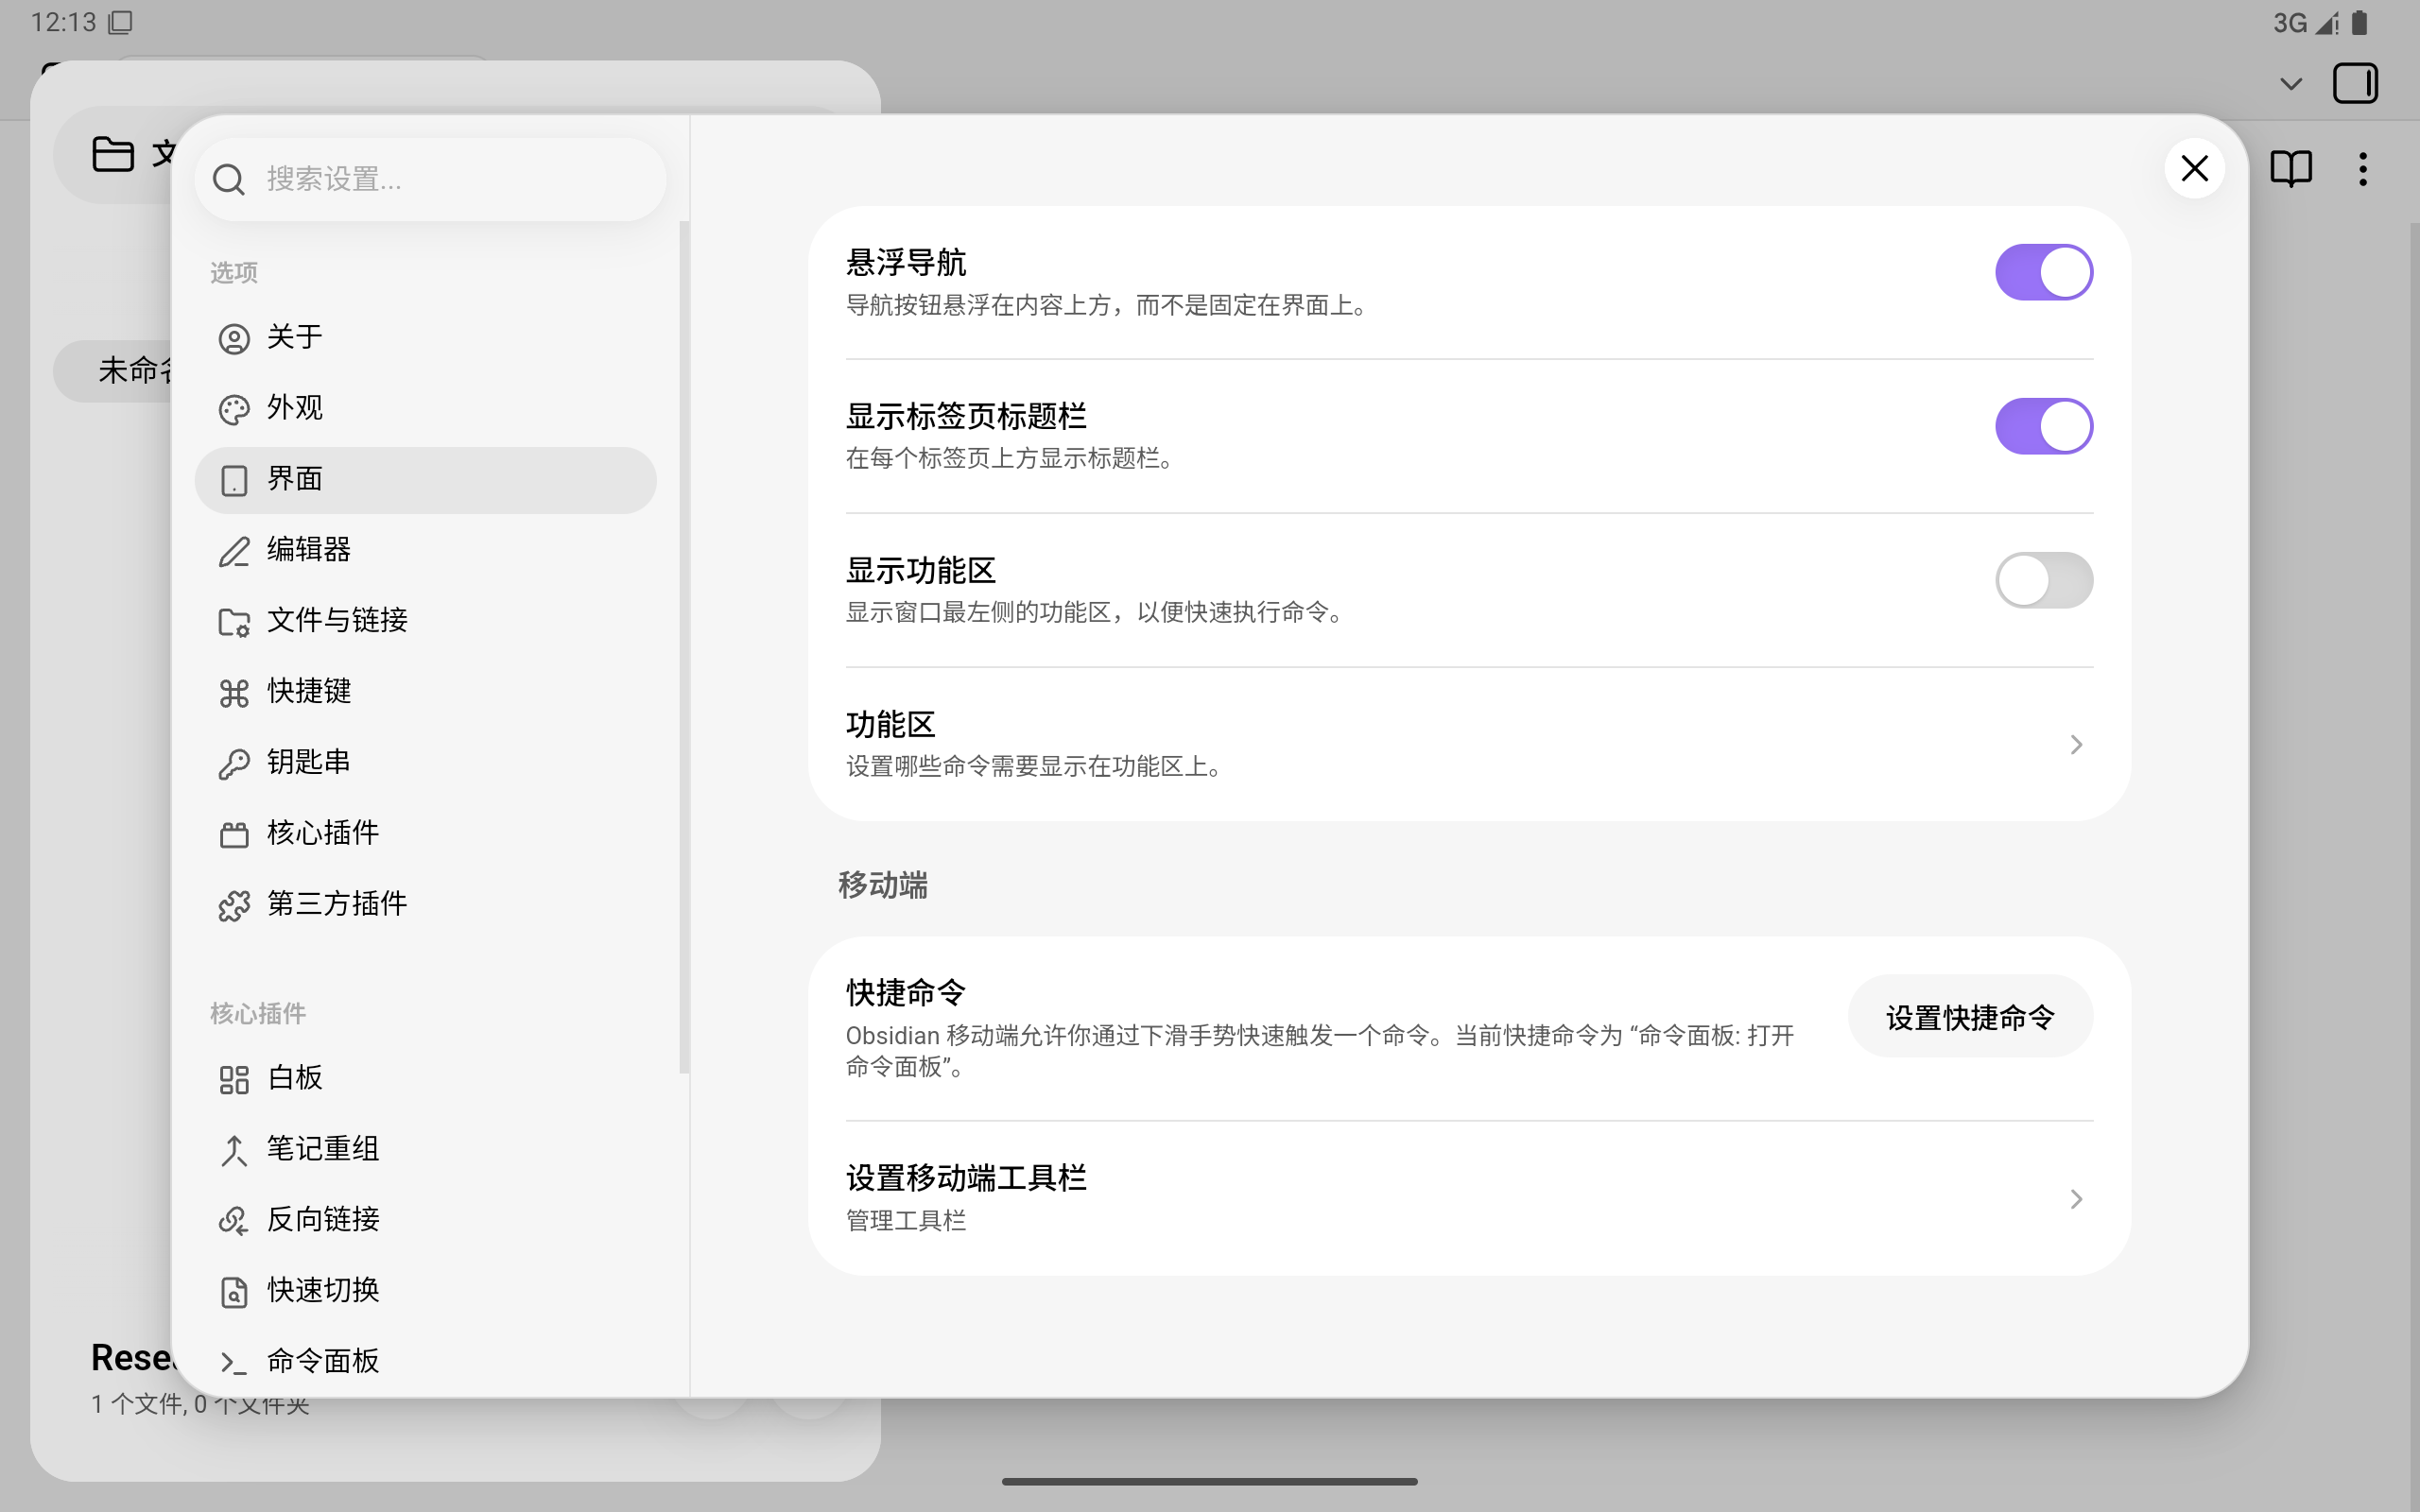 12:13
3G
文
未命名
Rese
1 个文件, 0 个文件夹
搜索设置...
选项
关于
外观
界面
编辑器
文件与链接
快捷键
钥匙串
核心插件
第三方插件
核心插件
白板
笔记重组
反向链接
快速切换
命令面板
悬浮导航
导航按钮悬浮在内容上方，而不是固定在界面上。
显示标签页标题栏
在每个标签页上方显示标题栏。
显示功能区
显示窗口最左侧的功能区，以便快速执行命令。
功能区
设置哪些命令需要显示在功能区上。
移动端
快捷命令
Obsidian 移动端允许你通过下滑手势快速触发一个命令。当前快捷命令为 “命令面板: 打开
命令面板”。
设置快捷命令
设置移动端工具栏
管理工具栏